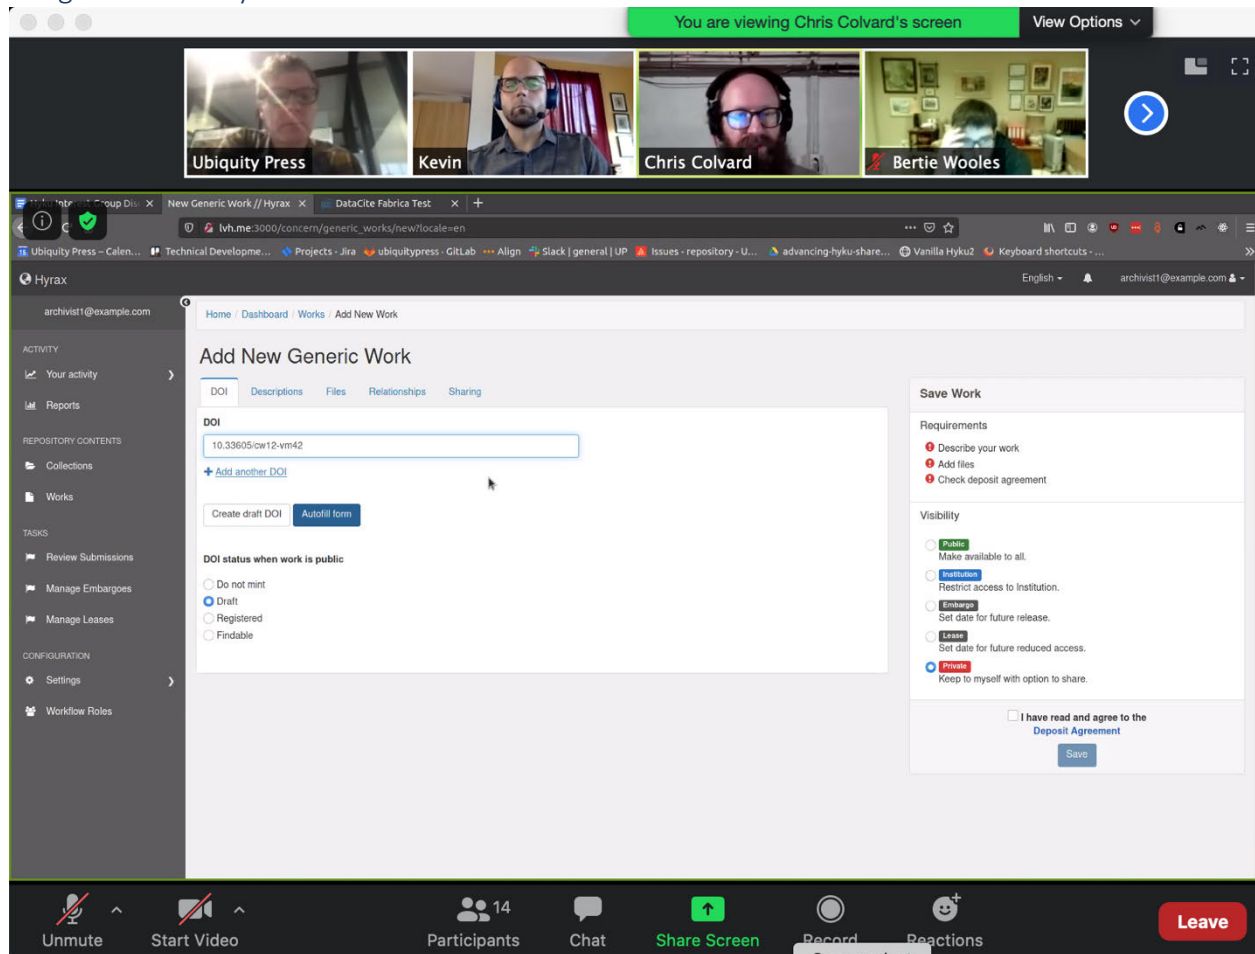 You are viewing Chris Colvard's screen
View Options
Ubiquity Press
Kevin
Chris Colvard
Bertie Wooles
New Generic Work // Hyrax
DataCite Fabrica Test
lvh.me:3000/concern/generic_works/new?locale=en
Ubiquity Press – Calen...
Technical Developme...
Projects - Jira
ubiquitypress · GitLab
Align
Slack | general | UP
Issues - repository - U...
advancing-hyku-share...
Vanilla Hyku2
Keyboard shortcuts - ...
Hyrax
English
archivist1@example.com
archivist1@example.com
Home / Dashboard / Works / Add New Work
ACTIVITY
Your activity
Reports
REPOSITORY CONTENTS
Collections
Works
TASKS
Review Submissions
Manage Embargoes
Manage Leases
CONFIGURATION
Settings
Workflow Roles
Add New Generic Work
DOI Descriptions Files Relationships Sharing
DOI
10.33605/cw12-vm42
Add another DOI
Create draft DOI
Autofill form
DOI status when work is public
Do not mint
Draft
Registered
Findable
Save Work
Requirements
Describe your work
Add files
Check deposit agreement
Visibility
Public
Make available to all.
Institution
Restrict access to Institution.
Embargo
Set date for future release.
Lease
Set date for future reduced access.
Private
Keep to myself with option to share.
I have read and agree to the
Deposit Agreement
Save
Unmute
Start Video
14
Participants
Chat
Share Screen
Record
Reactions
Leave